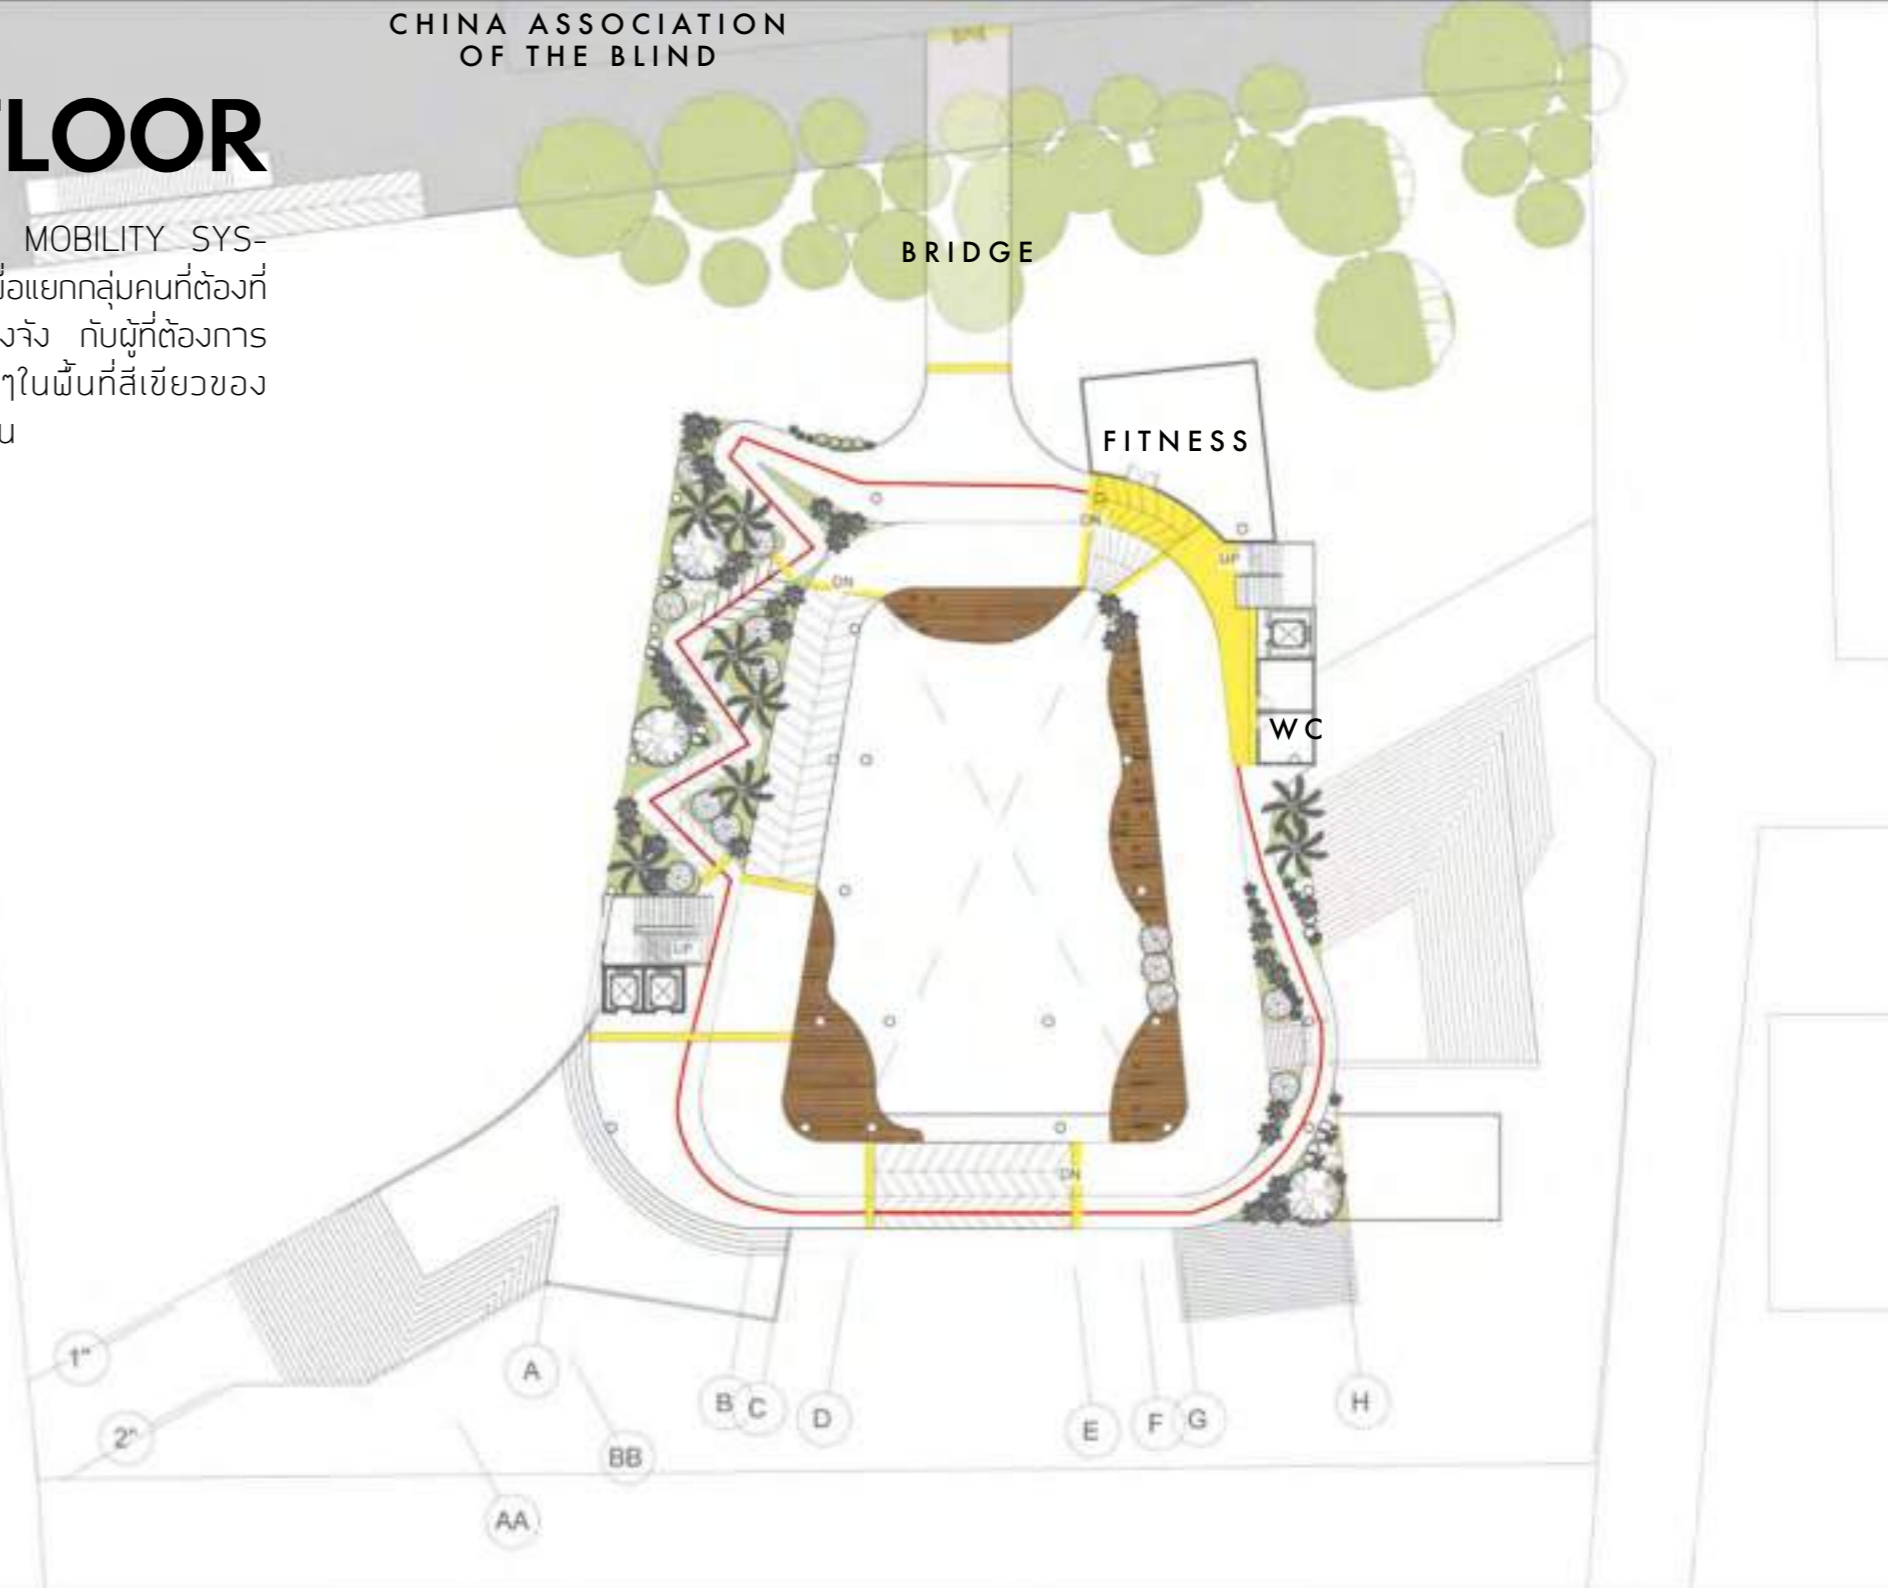 CHINA ASSOCIATION
OF THE BLIND
FLOOR
MOBILITY SYS-
ื่อแยกกลุ่มคนที่ต้องที่
งจัง กับผู้ที่ต้องการ
ๆในพื้นที่สีเขียวของ
น
BRIDGE
FITNESS
DN
UP
DN
WC
UP
DN
1"
2"
A
B
C
D
E
F
G
H
BB
AA